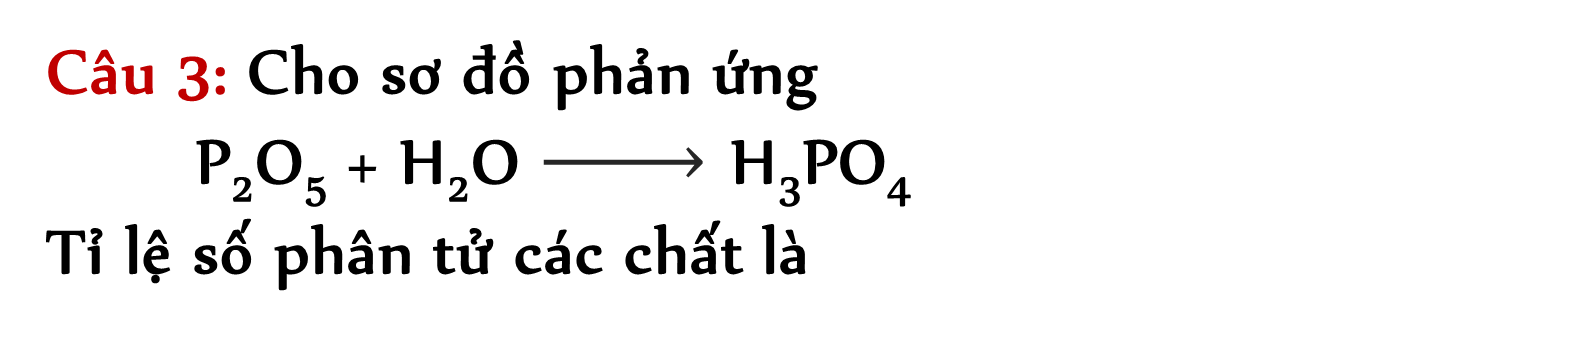 Câu 3: Cho sơ đồ phản ứng
P₂O₅ + H₂O ⟶ H₃PO₄
Tỉ lệ số phân tử các chất là